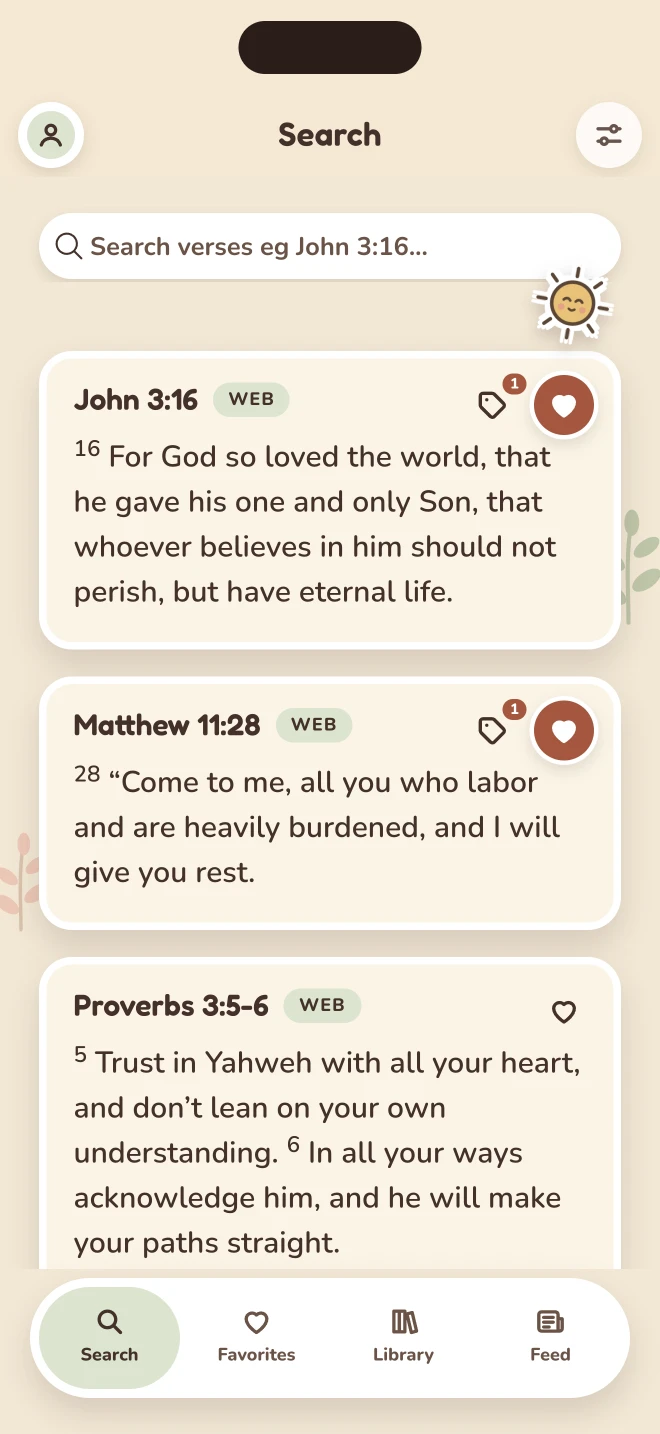 Search
Search verses eg John 3:16...
John 3:16 WEB 1
16 For God so loved the world, that
he gave his one and only Son, that
whoever believes in him should not
perish, but have eternal life.
Matthew 11:28 WEB 1
28 “Come to me, all you who labor
and are heavily burdened, and I will
give you rest.
Proverbs 3:5-6 WEB
5 Trust in Yahweh with all your heart,
and don’t lean on your own
understanding. 6 In all your ways
acknowledge him, and he will make
your paths straight.
Search Favorites Library Feed